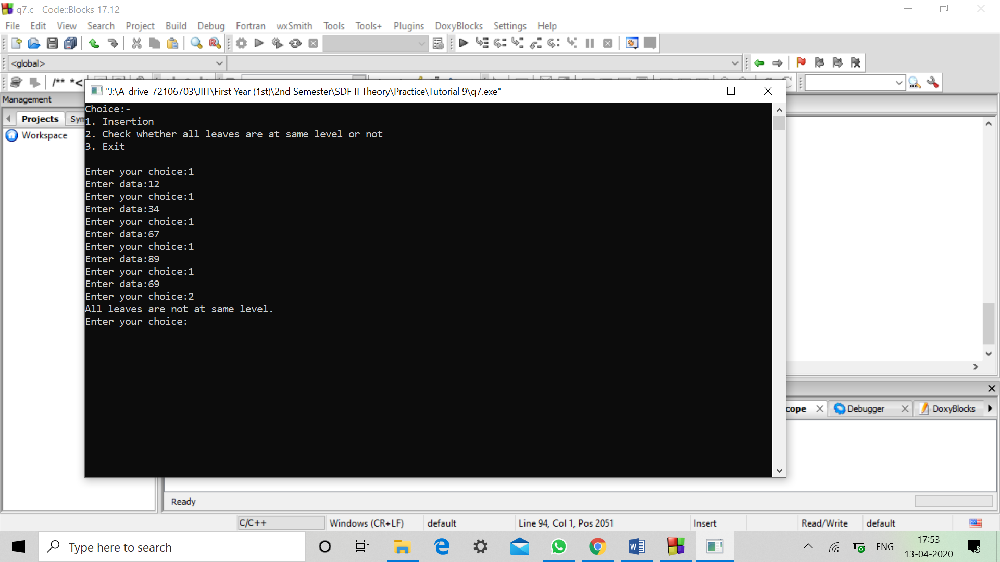 q7.c - Code::Blocks 17.12
File Edit View Search Project Build Debug Fortran wxSmith Tools Tools+ Plugins DoxyBlocks Settings Help
<global>
/** *<
Management
"J:\A-drive-72106703\JIIT\First Year (1st)\2nd Semester\SDF II Theory\Practice\Tutorial 9\q7.exe"
Projects Sym
Workspace
Choice:-
1. Insertion
2. Check whether all leaves are at same level or not
3. Exit
Enter your choice:1
Enter data:12
Enter your choice:1
Enter data:34
Enter your choice:1
Enter data:67
Enter your choice:1
Enter data:89
Enter your choice:1
Enter data:69
Enter your choice:2
All leaves are not at same level.
Enter your choice:
cope Debugger DoxyBlocks
Ready
C/C++ Windows (CR+LF) default Line 94, Col 1, Pos 2051 Insert Read/Write default
Type here to search
ENG
17:53
13-04-2020